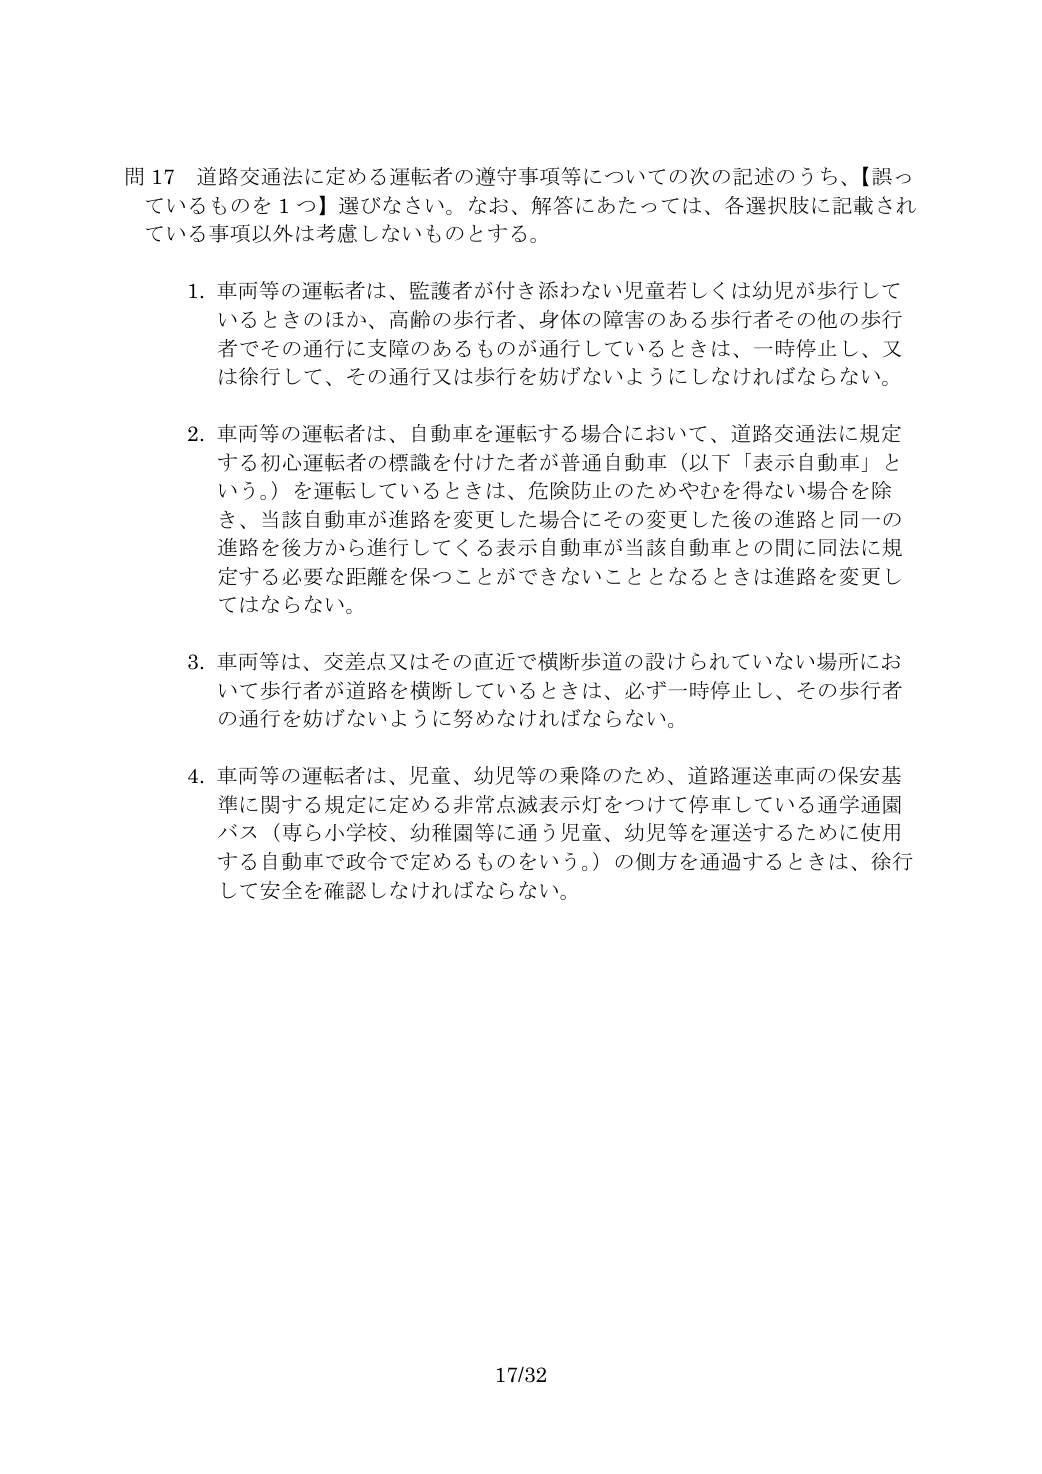 問 17　道路交通法に定める運転者の遵守事項等についての次の記述のうち、【誤っ
ているものを 1 つ】選びなさい。なお、解答にあたっては、各選択肢に記載され
ている事項以外は考慮しないものとする。
1. 車両等の運転者は、監護者が付き添わない児童若しくは幼児が歩行して
いるときのほか、高齢の歩行者、身体の障害のある歩行者その他の歩行
者でその通行に支障のあるものが通行しているときは、一時停止し、又
は徐行して、その通行又は歩行を妨げないようにしなければならない。
2. 車両等の運転者は、自動車を運転する場合において、道路交通法に規定
する初心運転者の標識を付けた者が普通自動車（以下「表示自動車」と
いう。）を運転しているときは、危険防止のためやむを得ない場合を除
き、当該自動車が進路を変更した場合にその変更した後の進路と同一の
進路を後方から進行してくる表示自動車が当該自動車との間に同法に規
定する必要な距離を保つことができないこととなるときは進路を変更し
てはならない。
3. 車両等は、交差点又はその直近で横断歩道の設けられていない場所にお
いて歩行者が道路を横断しているときは、必ず一時停止し、その歩行者
の通行を妨げないように努めなければならない。
4. 車両等の運転者は、児童、幼児等の乗降のため、道路運送車両の保安基
準に関する規定に定める非常点滅表示灯をつけて停車している通学通園
バス（専ら小学校、幼稚園等に通う児童、幼児等を運送するために使用
する自動車で政令で定めるものをいう。）の側方を通過するときは、徐行
して安全を確認しなければならない。
17/32